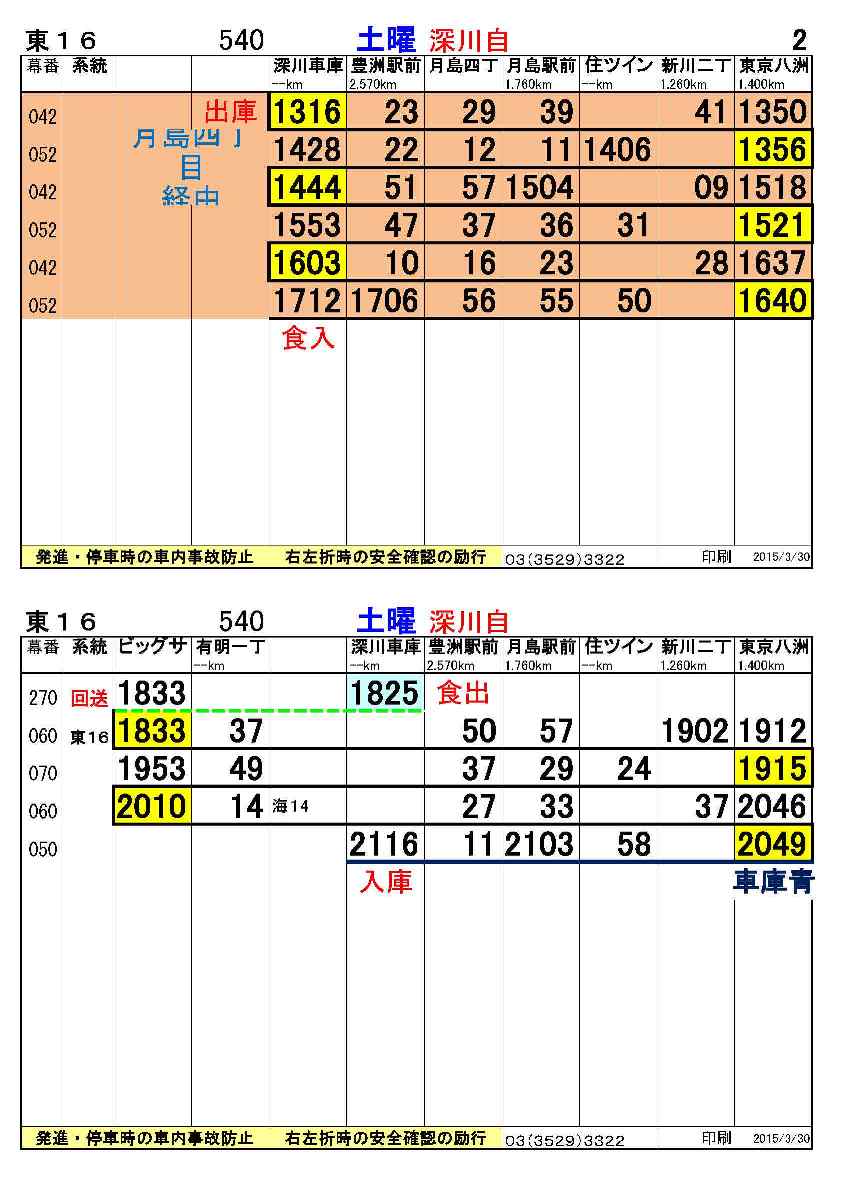 東１６ 540 土曜 深川自 2
幕番 系統 深川車庫 豊洲駅前 月島四丁 月島駅前 住ツイン 新川二丁 東京八洲
--km 2.570km 1.760km --km 1.260km 1.400km
042 出庫 1316 23 29 39 41 1350
月島四丁
052 1428 22 12 11 1406 1356
目
042 1444 51 57 1504 09 1518
経由
052 1553 47 37 36 31 1521
042 1603 10 16 23 28 1637
052 1712 1706 56 55 50 1640
食入
発進・停車時の車内事故防止 右左折時の安全確認の励行 03(3529)3322 印刷 2015/3/30
東１６ 540 土曜 深川自
幕番 系統 ビッグサ 有明一丁 深川車庫 豊洲駅前 月島駅前 住ツイン 新川二丁 東京八洲
--km --km 2.570km 1.760km --km 1.260km 1.400km
270 回送 1833 1825 食出
060 東16 1833 37 50 57 1902 1912
070 1953 49 37 29 24 1915
060 2010 14 海14 27 33 37 2046
050 2116 11 2103 58 2049
入庫 車庫青
発進・停車時の車内事故防止 右左折時の安全確認の励行 03(3529)3322 印刷 2015/3/30